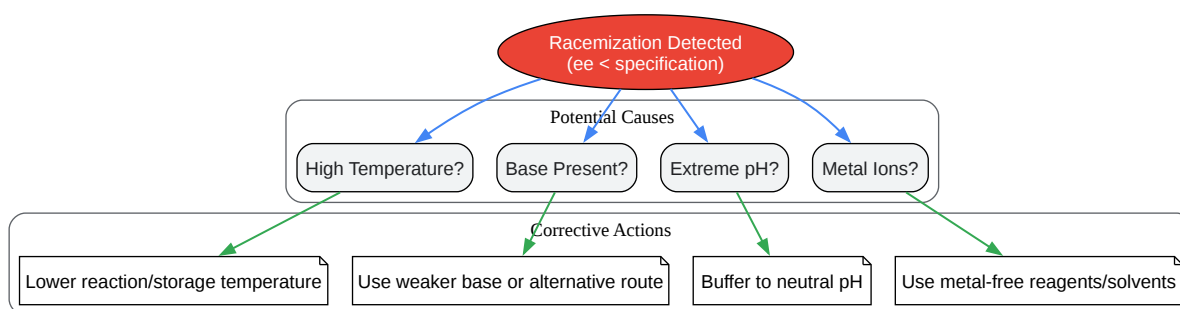 Racemization Detected
(ee < specification)
Potential Causes
High Temperature?
Base Present?
Extreme pH?
Metal Ions?
Corrective Actions
Lower reaction/storage temperature
Use weaker base or alternative route
Buffer to neutral pH
Use metal-free reagents/solvents